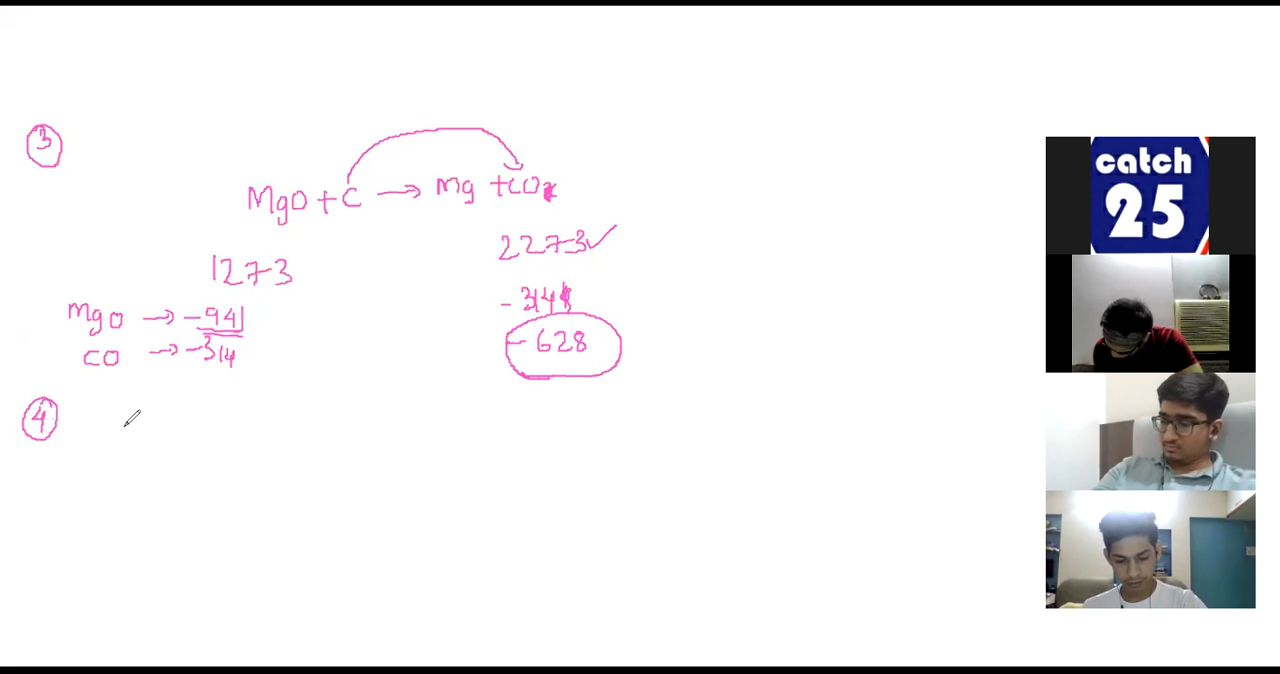 3
MgO + C → Mg + CO
1273
MgO → -941
CO → -314
2273✓
-314
-628
4
catch
25